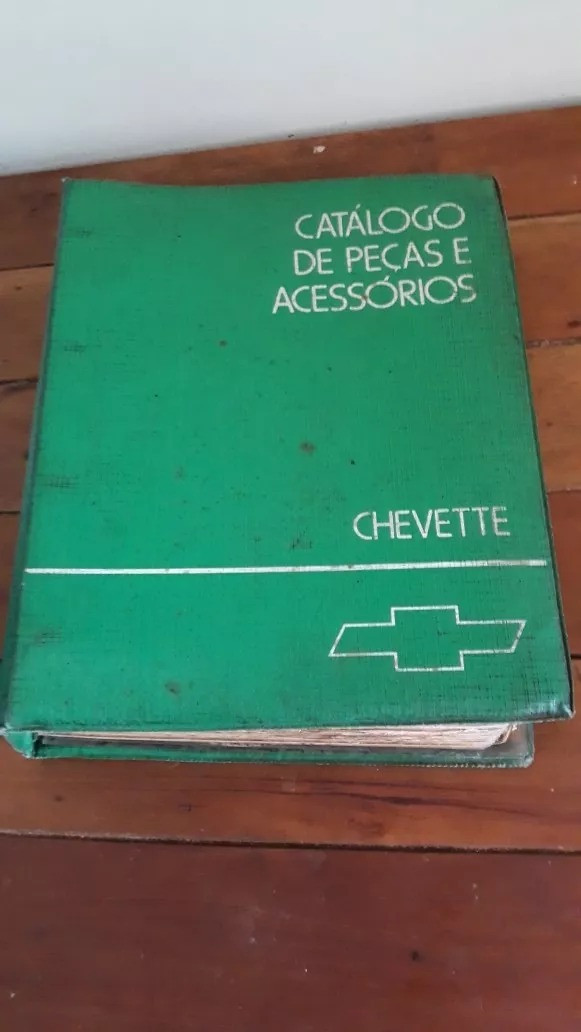 CATÁLOGO
DE PEÇAS E
ACESSÓRIOS
CHEVETTE